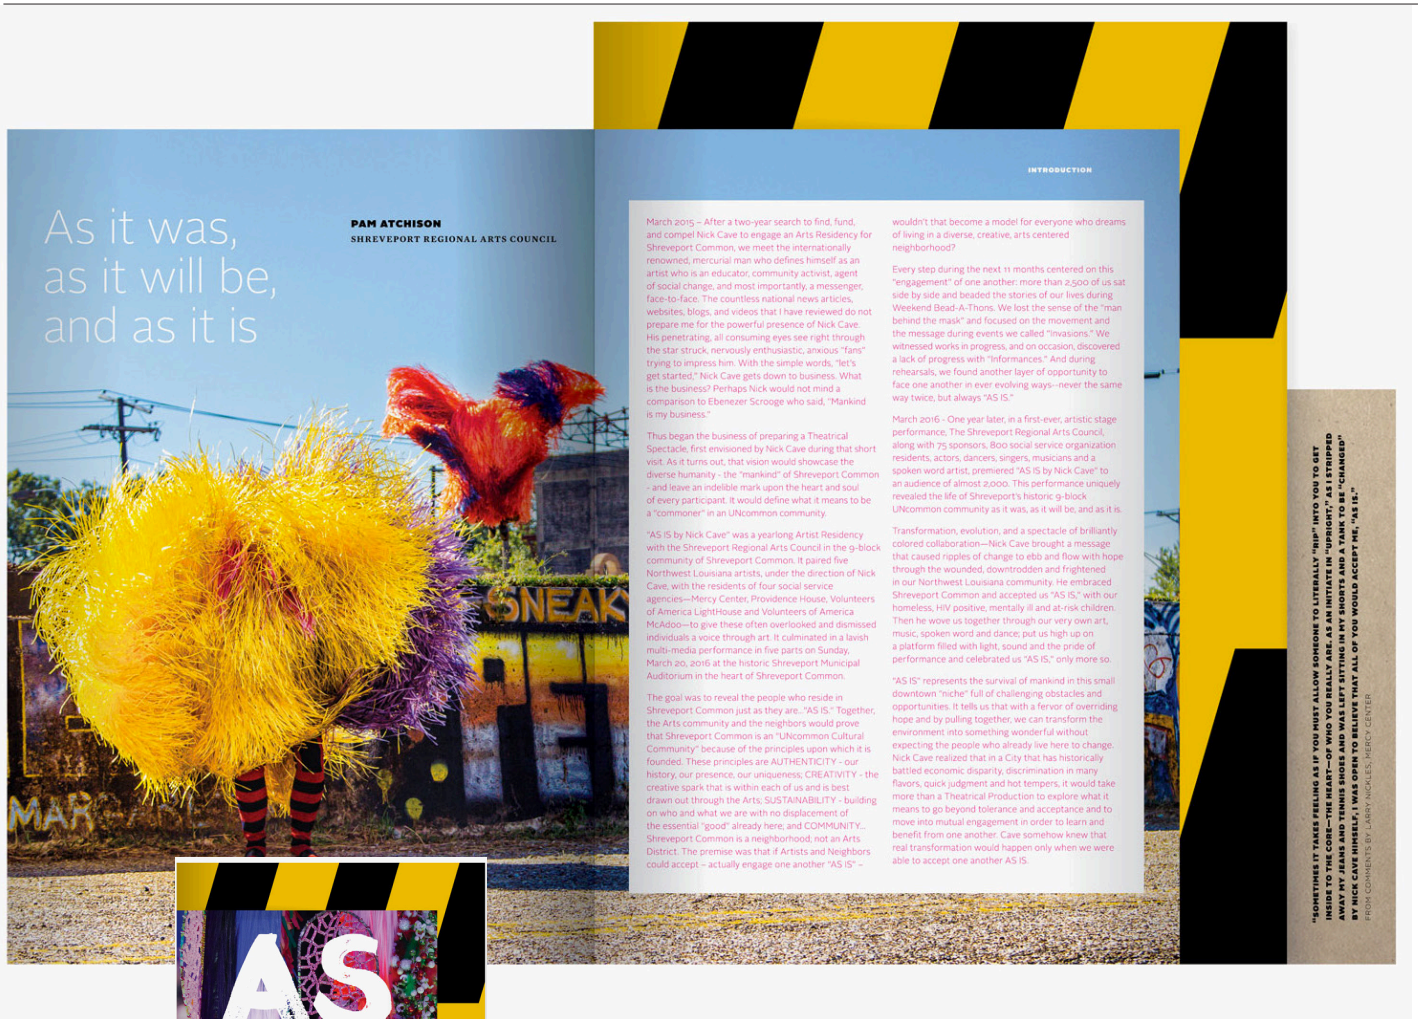 As it was,
as it will be,
and as it is
PAM ATCHISON
SHREVEPORT REGIONAL ARTS COUNCIL
INTRODUCTION
March 2015 – After a two-year search to find, fund,
and compel Nick Cave to engage an Arts Residency for
Shreveport Common, we meet the internationally
renowned, mercurial man who defines himself as an
artist who is an educator, community activist, agent
of social change, and most importantly, a messenger,
face-to-face. The countless national news articles,
websites, blogs, and videos that I have reviewed do not
prepare me for the powerful presence of Nick Cave.
His penetrating, all consuming eyes see right through
the star struck, nervously enthusiastic, anxious "fans"
trying to impress him. With the simple words, "let's
get started," Nick Cave gets down to business. What
is the business? Perhaps Nick would not mind a
comparison to Ebenezer Scrooge who said, "Mankind
is my business."
Thus began the business of preparing a Theatrical
Spectacle, first envisioned by Nick Cave during that short
visit. As it turns out, that vision would showcase the
diverse humanity - the "mankind" of Shreveport Common
- and leave an indelible mark upon the heart and soul
of every participant. It would define what it means to be
a "commoner" in an UNcommon community.
"AS IS by Nick Cave" was a yearlong Artist Residency
with the Shreveport Regional Arts Council in the 9-block
community of Shreveport Common. It paired five
Northwest Louisiana artists, under the direction of Nick
Cave, with the residents of four social service
agencies—Mercy Center, Providence House, Volunteers
of America LightHouse and Volunteers of America
McAdoo—to give these often overlooked and dismissed
individuals a voice through art. It culminated in a lavish
multi-media performance in five parts on Sunday,
March 20, 2016 at the historic Shreveport Municipal
Auditorium in the heart of Shreveport Common.
The goal was to reveal the people who reside in
Shreveport Common just as they are..."AS IS." Together,
the Arts community and the neighbors would prove
that Shreveport Common is an "UNcommon Cultural
Community" because of the principles upon which it is
founded. These principles are AUTHENTICITY - our
history, our presence, our uniqueness; CREATIVITY - the
creative spark that is within each of us and is best
drawn out through the Arts; SUSTAINABILITY - building
on who and what we are with no displacement of
the essential "good" already here; and COMMUNITY...
Shreveport Common is a neighborhood; not an Arts
District. The premise was that if Artists and Neighbors
could accept – actually engage one another "AS IS" –
wouldn't that become a model for everyone who dreams
of living in a diverse, creative, arts centered
neighborhood?
Every step during the next 11 months centered on this
"engagement" of one another: more than 2,500 of us sat
side by side and beaded the stories of our lives during
Weekend Bead-A-Thons. We lost the sense of the "man
behind the mask" and focused on the movement and
the message during events we called "Invasions." We
witnessed works in progress, and on occasion, discovered
a lack of progress with "Informances." And during
rehearsals, we found another layer of opportunity to
face one another in ever evolving ways--never the same
way twice, but always "AS IS."
March 2016 - One year later, in a first-ever, artistic stage
performance, The Shreveport Regional Arts Council,
along with 75 sponsors, 800 social service organization
residents, actors, dancers, singers, musicians and a
spoken word artist, premiered "AS IS by Nick Cave" to
an audience of almost 2,000. This performance uniquely
revealed the life of Shreveport's historic 9-block
UNcommon community as it was, as it will be, and as it is.
Transformation, evolution, and a spectacle of brilliantly
colored collaboration—Nick Cave brought a message
that caused ripples of change to ebb and flow with hope
through the wounded, downtrodden and frightened
in our Northwest Louisiana community. He embraced
Shreveport Common and accepted us "AS IS," with our
homeless, HIV positive, mentally ill and at-risk children.
Then he wove us together through our very own art,
music, spoken word and dance; put us high up on
a platform filled with light, sound and the pride of
performance and celebrated us "AS IS," only more so.
"AS IS" represents the survival of mankind in this small
downtown "niche" full of challenging obstacles and
opportunities. It tells us that with a fervor of overriding
hope and by pulling together, we can transform the
environment into something wonderful without
expecting the people who already live here to change.
Nick Cave realized that in a City that has historically
battled economic disparity, discrimination in many
flavors, quick judgment and hot tempers, it would take
more than a Theatrical Production to explore what it
means to go beyond tolerance and acceptance and to
move into mutual engagement in order to learn and
benefit from one another. Cave somehow knew that
real transformation would happen only when we were
able to accept one another AS IS.
"SOMETIMES IT TAKES FEELING AS IF YOU MUST ALLOW SOMEONE TO LITERALLY "RIP" INTO YOU TO GET
INSIDE TO THE CORE—THE HEART—OF WHO YOU REALLY ARE. AS AN INITIATE IN "UPRIGHT," AS I STRIPPED
AWAY MY JEANS AND TENNIS SHOES AND WAS LEFT SITTING IN MY SHORTS AND A TANK TO BE "CHANGED"
BY NICK CAVE HIMSELF, I WAS OPEN TO BELIEVE THAT ALL OF YOU WOULD ACCEPT ME, "AS IS."
FROM COMMENTS BY LARRY NICKLES, MERCY CENTER
SNEAKY
MAR
AS